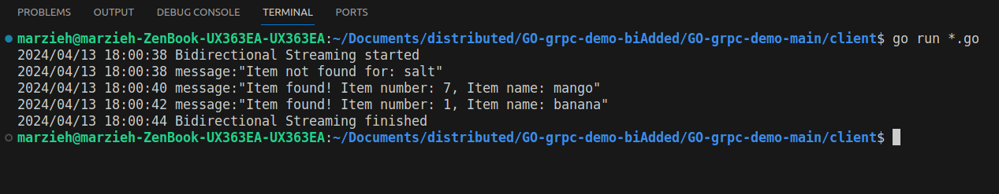 PROBLEMS OUTPUT DEBUG CONSOLE TERMINAL PORTS
marzieh@marzieh-ZenBook-UX363EA-UX363EA:~/Documents/distributed/GO-grpc-demo-biAdded/GO-grpc-demo-main/client$ go run *.go
2024/04/13 18:00:38 Bidirectional Streaming started
2024/04/13 18:00:38 message:"Item not found for: salt"
2024/04/13 18:00:40 message:"Item found! Item number: 7, Item name: mango"
2024/04/13 18:00:42 message:"Item found! Item number: 1, Item name: banana"
2024/04/13 18:00:44 Bidirectional Streaming finished
marzieh@marzieh-ZenBook-UX363EA-UX363EA:~/Documents/distributed/GO-grpc-demo-biAdded/GO-grpc-demo-main/client$